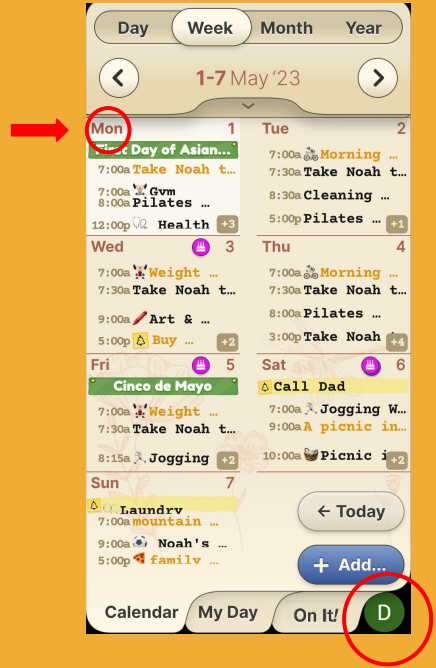 Day Week Month Year
1-7 May '23
Mon 1
First Day of Asian...
7:00a Take Noah t...
7:00a Gym
8:00a Pilates ...
12:00p Health +3
Tue 2
7:00a Morning ...
7:30a Take Noah t...
8:30a Cleaning ...
5:00p Pilates ... +1
Wed 3
7:00a Weight ...
7:30a Take Noah t...
9:00a Art & ...
5:00p Buy ... +2
Thu 4
7:00a Morning ...
7:30a Take Noah t...
8:00a Pilates ...
3:00p Take Noah +4
Fri 5
Cinco de Mayo
7:00a Weight ...
7:30a Take Noah t...
8:15a Jogging +2
Sat 6
Call Dad
7:00a Jogging W...
9:00a A picnic in...
10:00a Picnic i +2
Sun 7
Laundry
7:00a mountain ...
9:00a Noah's ...
5:00p family ...
← Today
+ Add...
Calendar My Day On It! D